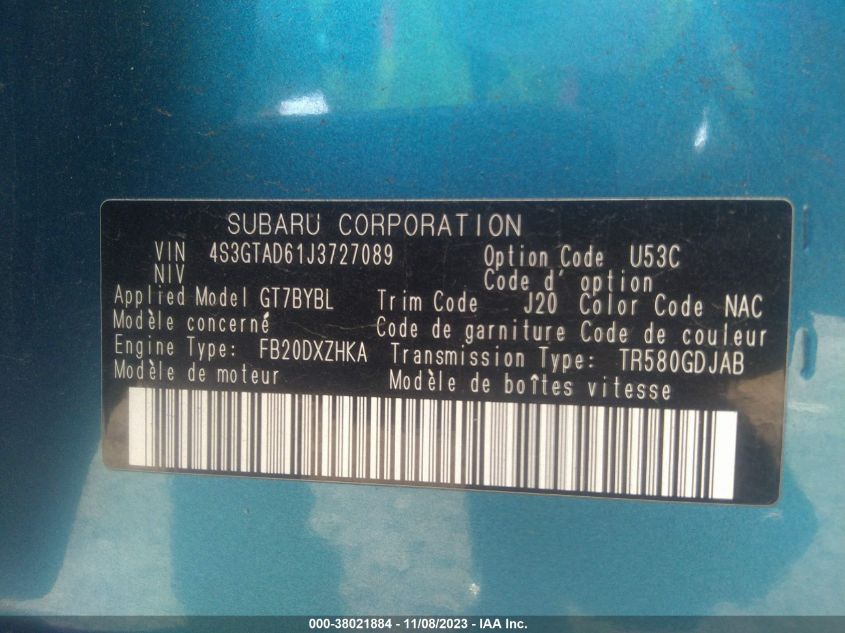 SUBARU CORPORATION
VIN 4S3GTAD61J3727089 Option Code U53C
NIV Code d' option
Applied Model GT7BYBL Trim Code J20 Color Code NAC
Modèle concerné Code de garniture Code de couleur
Engine Type: FB20DXZHKA Transmission Type: TR580GDJAB
Modèle de moteur Modèle de boîtes vitesse
000-38021884 - 11/08/2023 - IAA Inc.